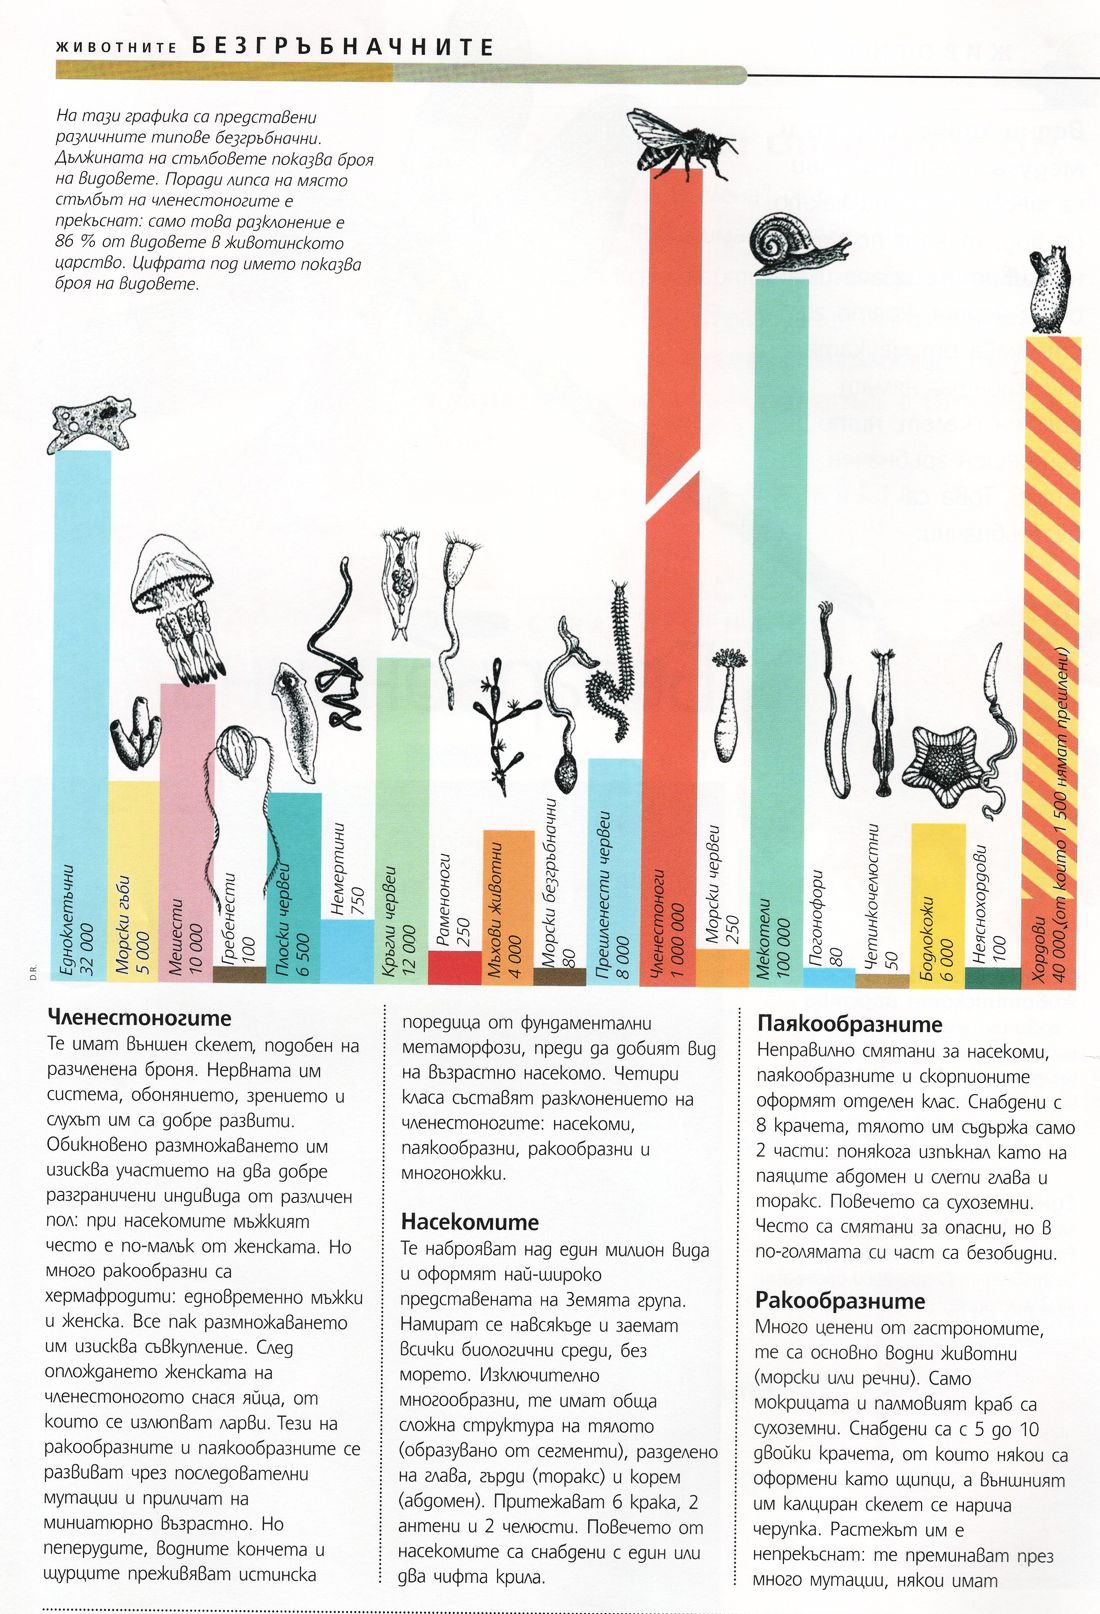 ЖИВОТНИТЕ БЕЗГРЪБНАЧНИТЕ
На тази графика са представени
различните типове безгръбначни.
Дължината на стълбовете показва броя
на видовете. Поради липса на място
стълбът на членестоногите е
прекъснат: само това разклонение е
86 % от видовете в животинското
царство. Цифрата под името показва
броя на видовете.
D.R.
Едноклетъчни
32 000
Морски гъби
5 000
Мешести
10 000
Гребенести
100
Плоски червеи
6 500
Немертини
750
Кръгли червеи
12 000
Раменоноги
250
Мъхови животни
4 000
Морски безгръбначни
80
Прешленести червеи
8 000
Членестоноги
1 000 000
Морски червеи
250
Мекотели
100 000
Погонофори
80
Четинкочелюстни
50
Бодлокожи
6 000
Неяснохордови
100
Хордови
40 000 (от които 1 500 нямат прешлени)
Членестоногите
Те имат външен скелет, подобен на
разчленена броня. Нервната им
система, обонянието, зрението и
слухът им са добре развити.
Обикновено размножаването им
изисква участието на два добре
разграничени индивида от различен
пол: при насекомите мъжкият
често е по-малък от женската. Но
много ракообразни са
хермафродити: едновременно мъжки
и женска. Все пак размножаването
им изисква съвкупление. След
оплождането женската на
членестоногото снася яйца, от
които се излюпват ларви. Тези на
ракообразните и паякообразните се
развиват чрез последователни
мутации и приличат на
миниатюрно възрастно. Но
пеперудите, водните кончета и
щурците преживяват истинска
поредица от фундаментални
метаморфози, преди да добият вид
на възрастно насекомо. Четири
класа съставят разклонението на
членестоногите: насекоми,
паякообразни, ракообразни и
многоножки.
Насекомите
Те наброяват над един милион вида
и оформят най-широко
представената на Земята група.
Намират се навсякъде и заемат
всички биологични среди, без
морето. Изключително
многообразни, те имат обща
сложна структура на тялото
(образувано от сегменти), разделено
на глава, гърди (торакс) и корем
(абдомен). Притежават 6 крака, 2
антени и 2 челюсти. Повечето от
насекомите са снабдени с един или
два чифта крила.
Паякообразните
Неправилно смятани за насекоми,
паякообразните и скорпионите
оформят отделен клас. Снабдени с
8 крачета, тялото им съдържа само
2 части: понякога изпъкнал като на
паяците абдомен и слети глава и
торакс. Повечето са сухоземни.
Често са смятани за опасни, но в
по-голямата си част са безобидни.
Ракообразните
Много ценени от гастрономите,
те са основно водни животни
(морски или речни). Само
мокрицата и палмовият краб са
сухоземни. Снабдени са с 5 до 10
двойки крачета, от които някои са
оформени като щипци, а външният
им калциран скелет се нарича
черупка. Растежът им е
непрекъснат: те преминават през
много мутации, някои имат